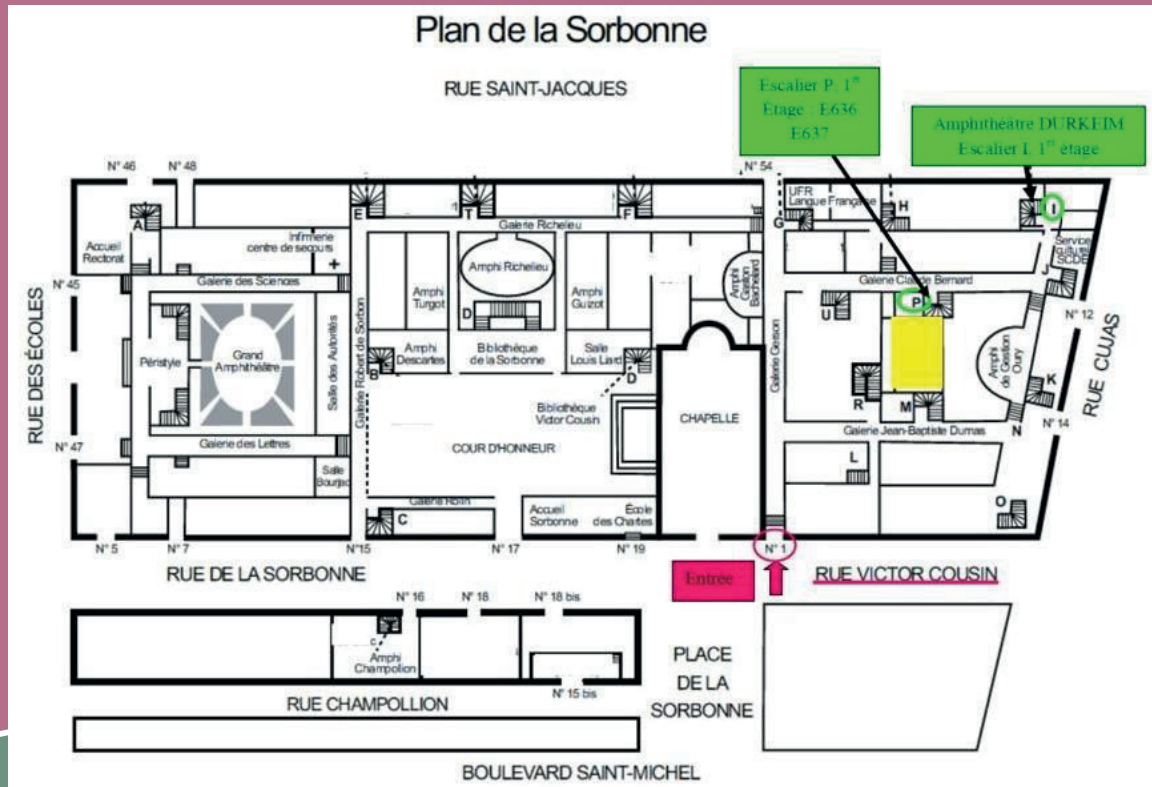 Plan de la Sorbonne
RUE SAINT-JACQUES
Escalier P, 1er
Etage : E636
E637
Amphithéâtre DURKEIM
Escalier I, 1er étage
N° 46
N° 48
N° 54
A
E
T
F
G
UFR
Langue Française
H
I
Accueil
Rectorat
Infirmerie
centre de secours
Galerie Richelieu
Service
culturel
SCDE
N° 45
Galerie des Sciences
Amphi
Turgot
Amphi Richelieu
Amphi
Guizot
Amphi
Gaston
Bachelard
Galerie Claude Bernard
J
RUE DES ÉCOLES
Péristyle
Grand
Amphithéâtre
Salle des Autorités
Galerie Robert de Sorbon
D
P
U
N° 12
B
Amphi
Descartes
Bibliothèque
de la Sorbonne
Salle
Louis Liard
D
Galerie Gerson
Amphi
de Gestion
Oury
K
RUE CUJAS
Bibliothèque
Victor Cousin
CHAPELLE
R
M
N° 47
Galerie des Lettres
COUR D'HONNEUR
Galerie Jean-Baptiste Dumas
N
N° 14
Salle
Bourjac
L
Galerie Rollin
C
Accueil
Sorbonne
École
des Chartes
O
N° 5
N° 7
N°15
N° 17
N° 19
N° 1
RUE DE LA SORBONNE
Entrée
RUE VICTOR COUSIN
N° 16
N° 18
N° 18 bis
c
Amphi
Champollion
N° 15 bis
PLACE
DE LA
SORBONNE
RUE CHAMPOLLION
BOULEVARD SAINT-MICHEL